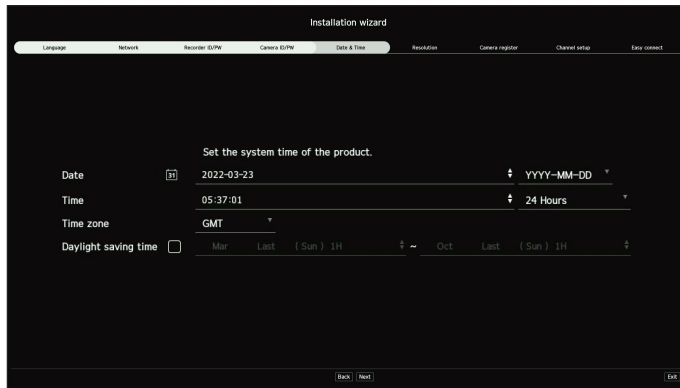 Installation wizard
Language Network Recorder ID/PW Camera ID/PW Date & Time Resolution Camera register Channel setup Easy connect
Set the system time of the product.
Date 31 2022-03-23 YYYY-MM-DD
Time 05:37:01 24 Hours
Time zone GMT
Daylight saving time Mar Last ( Sun ) 1H ~ Oct Last ( Sun ) 1H
Back Next Exit